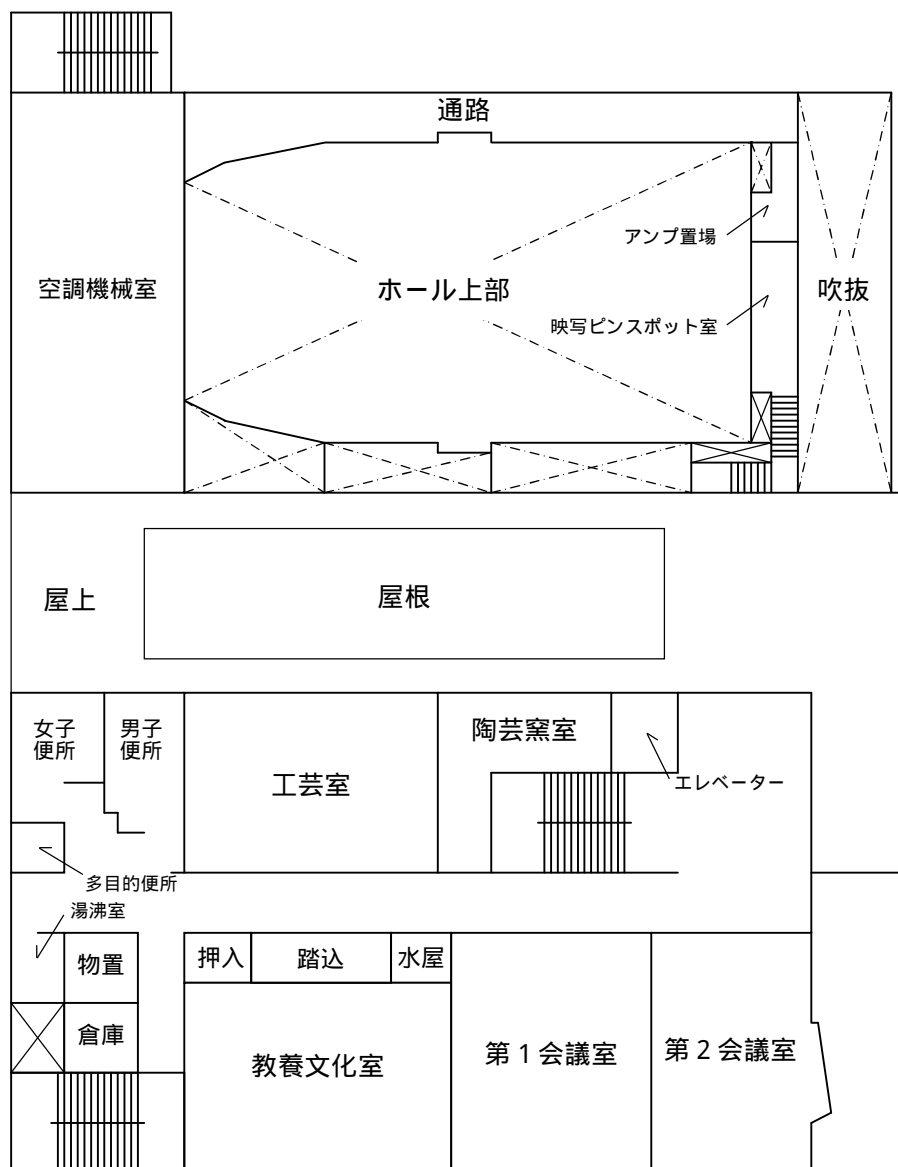 通路
アンプ置場
空調機械室
ホール上部
吹抜
映写ピンスポット室
屋上
屋根
女子
便所
男子
便所
工芸室
陶芸窯室
エレベーター
多目的便所
湯沸室
物置
倉庫
押入
踏込
水屋
教養文化室
第１会議室
第２会議室